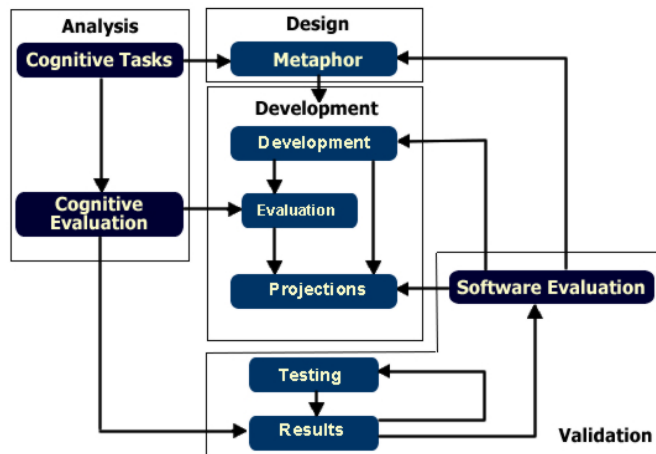 Analysis
Cognitive Tasks
Cognitive
Evaluation
Design
Metaphor
Development
Development
Evaluation
Projections
Software Evaluation
Testing
Results
Validation